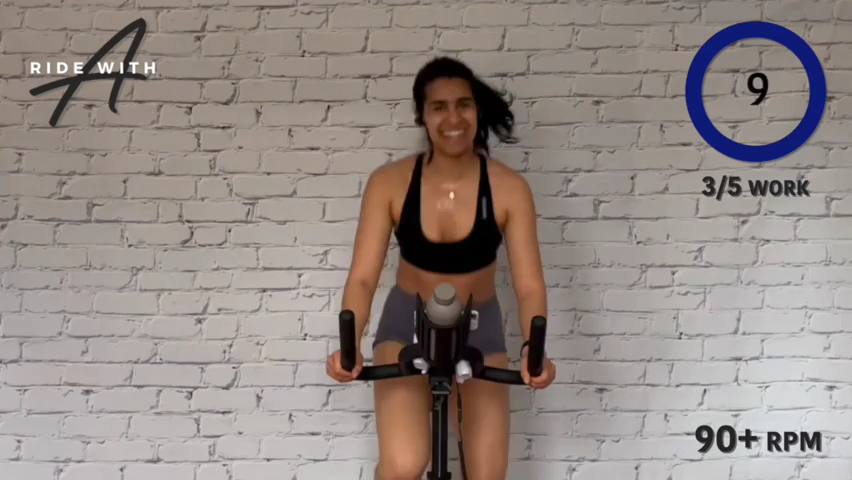 RIDE WITH
A
9
3/5 WORK
90+ RPM